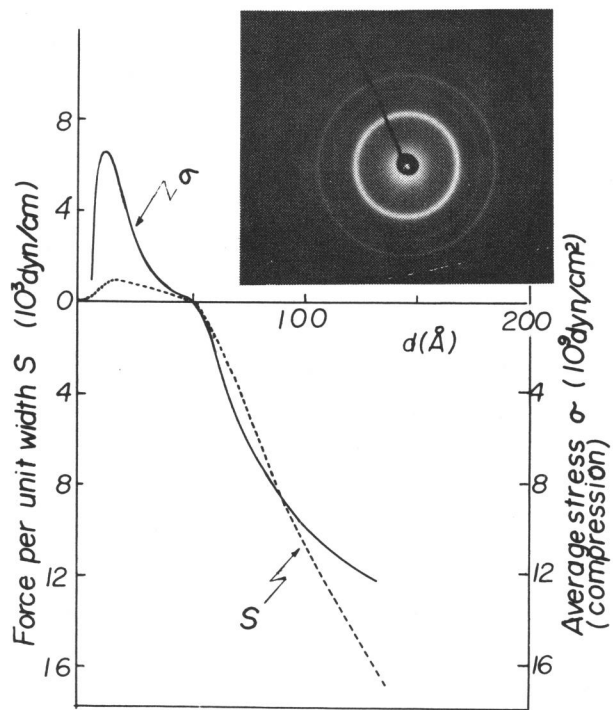 8
4
0
4
8
12
16
Force per unit width S (10³dyn/cm)
σ
S
100
200
d(Å)
4
8
12
16
Average stress σ (10⁹dyn/cm²)
(compression)